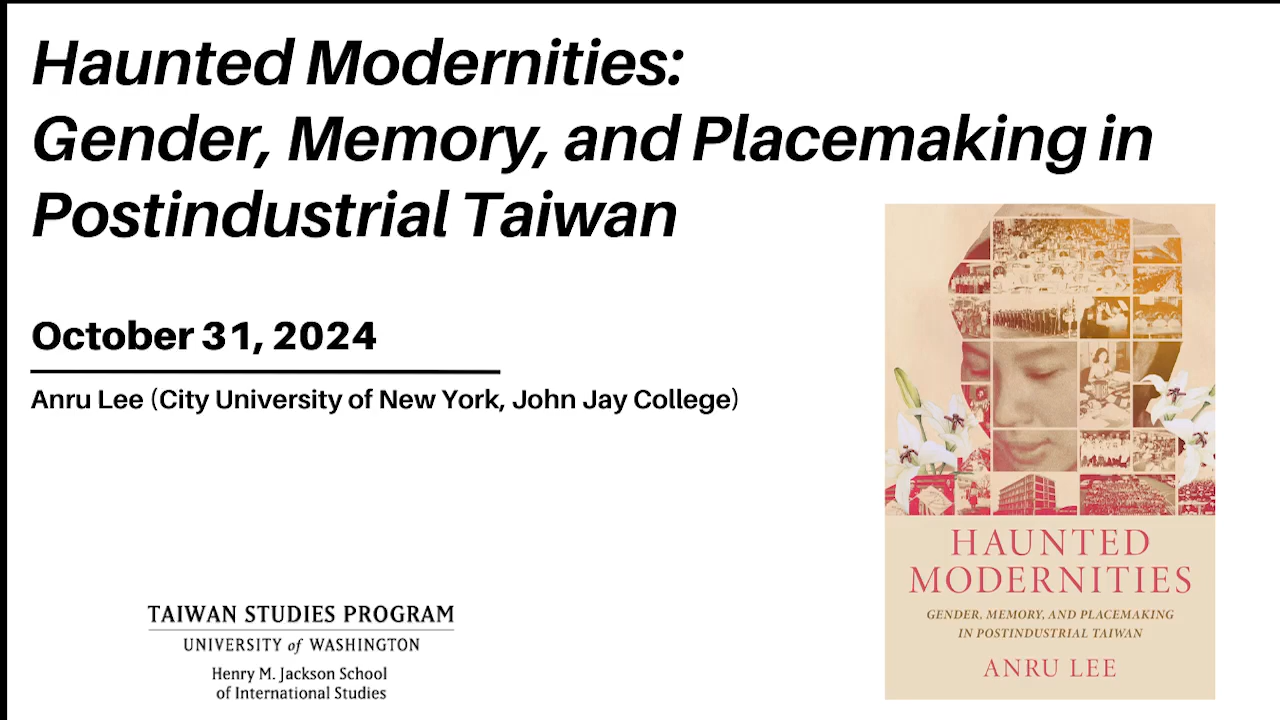 Haunted Modernities:
Gender, Memory, and Placemaking in
Postindustrial Taiwan
October 31, 2024
Anru Lee (City University of New York, John Jay College)
TAIWAN STUDIES PROGRAM
UNIVERSITY of WASHINGTON
Henry M. Jackson School
of International Studies
HAUNTED
MODERNITIES
GENDER, MEMORY, AND PLACEMAKING
IN POSTINDUSTRIAL TAIWAN
ANRU LEE